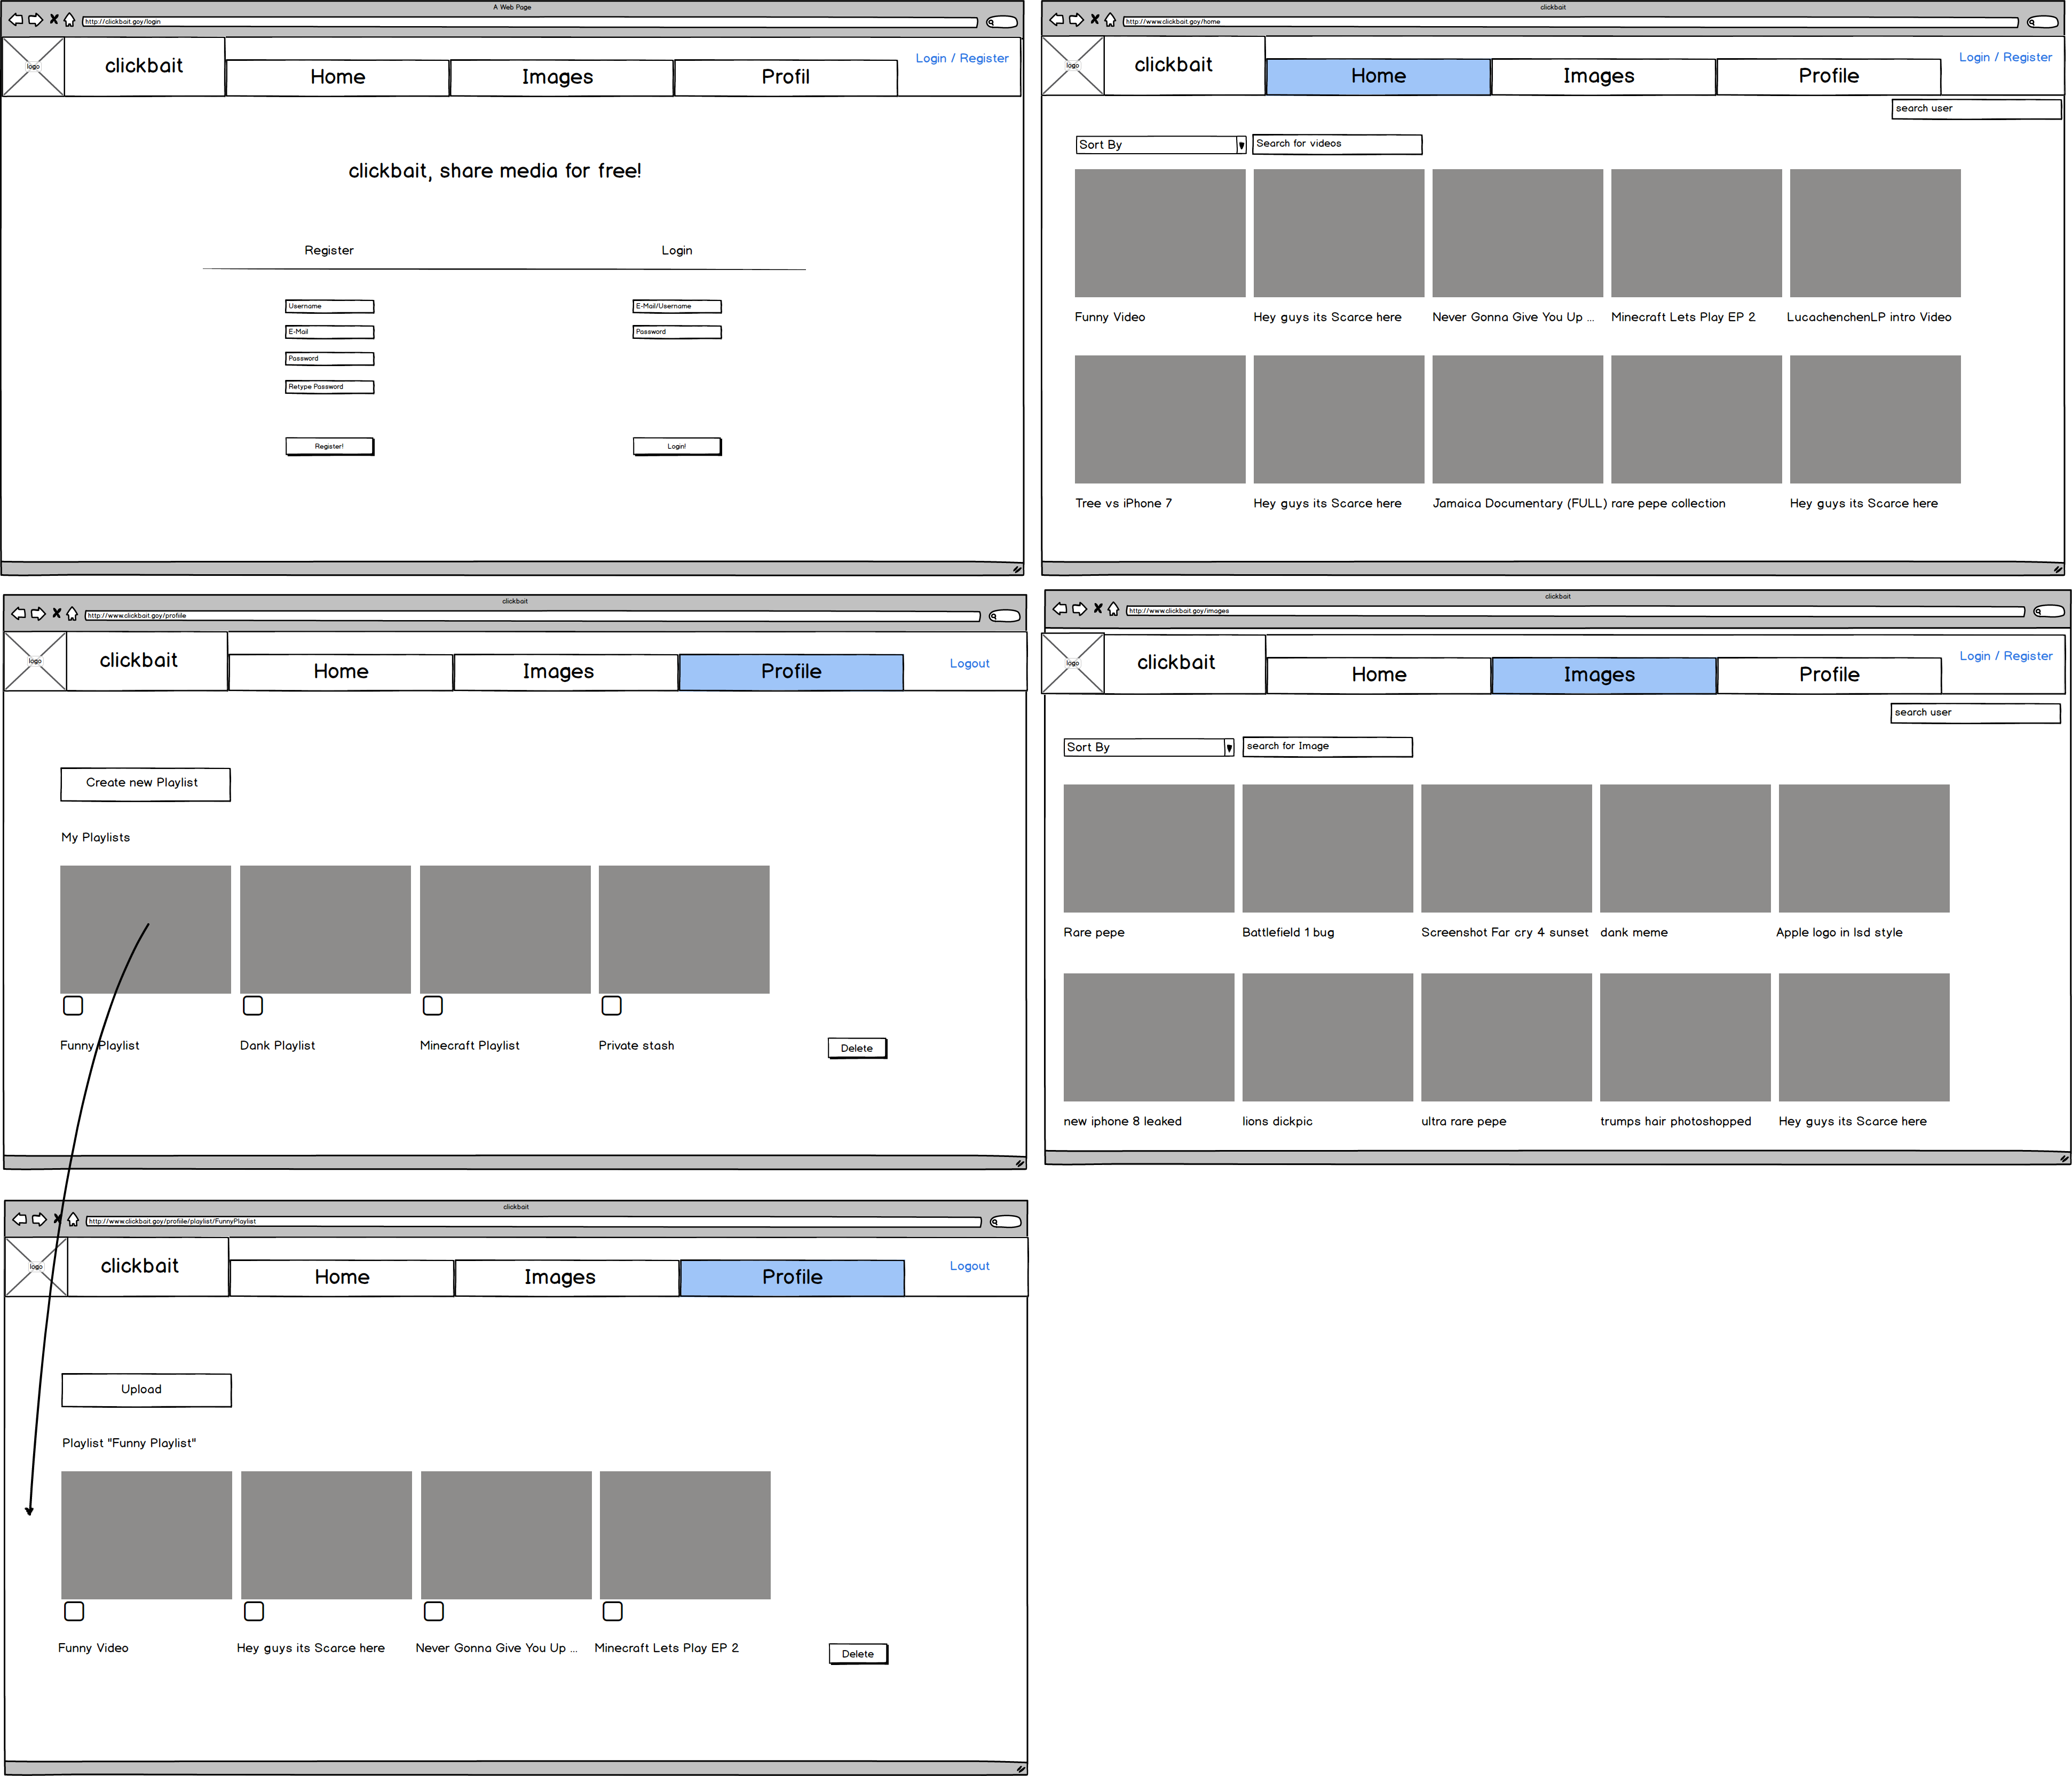 A Web Page
http://clickbait.goy/login
logo
clickbait
Home
Images
Profil
Login / Register
clickbait, share media for free!
Register
Login
Username
E-Mail/Username
E-Mail
Password
Password
Retype Password
Register!
Login!
clickbait
http://www.clickbait.goy/home
logo
clickbait
Home
Images
Profile
Login / Register
search user
Sort By
Search for videos
Funny Video
Hey guys its Scarce here
Never Gonna Give You Up ...
Minecraft Lets Play EP 2
LucachenchenLP intro Video
Tree vs iPhone 7
Hey guys its Scarce here
Jamaica Documentary (FULL)
rare pepe collection
Hey guys its Scarce here
clickbait
http://www.clickbait.goy/profile
logo
clickbait
Home
Images
Profile
Logout
Create new Playlist
My Playlists
Funny Playlist
Dank Playlist
Minecraft Playlist
Private stash
Delete
clickbait
http://www.clickbait.goy/images
logo
clickbait
Home
Images
Profile
Login / Register
search user
Sort By
search for Image
Rare pepe
Battlefield 1 bug
Screenshot Far cry 4 sunset
dank meme
Apple logo in lsd style
new iphone 8 leaked
lions dickpic
ultra rare pepe
trumps hair photoshopped
Hey guys its Scarce here
clickbait
http://www.clickbait.goy/profile/playlist/FunnyPlaylist
logo
clickbait
Home
Images
Profile
Logout
Upload
Playlist "Funny Playlist"
Funny Video
Hey guys its Scarce here
Never Gonna Give You Up ...
Minecraft Lets Play EP 2
Delete